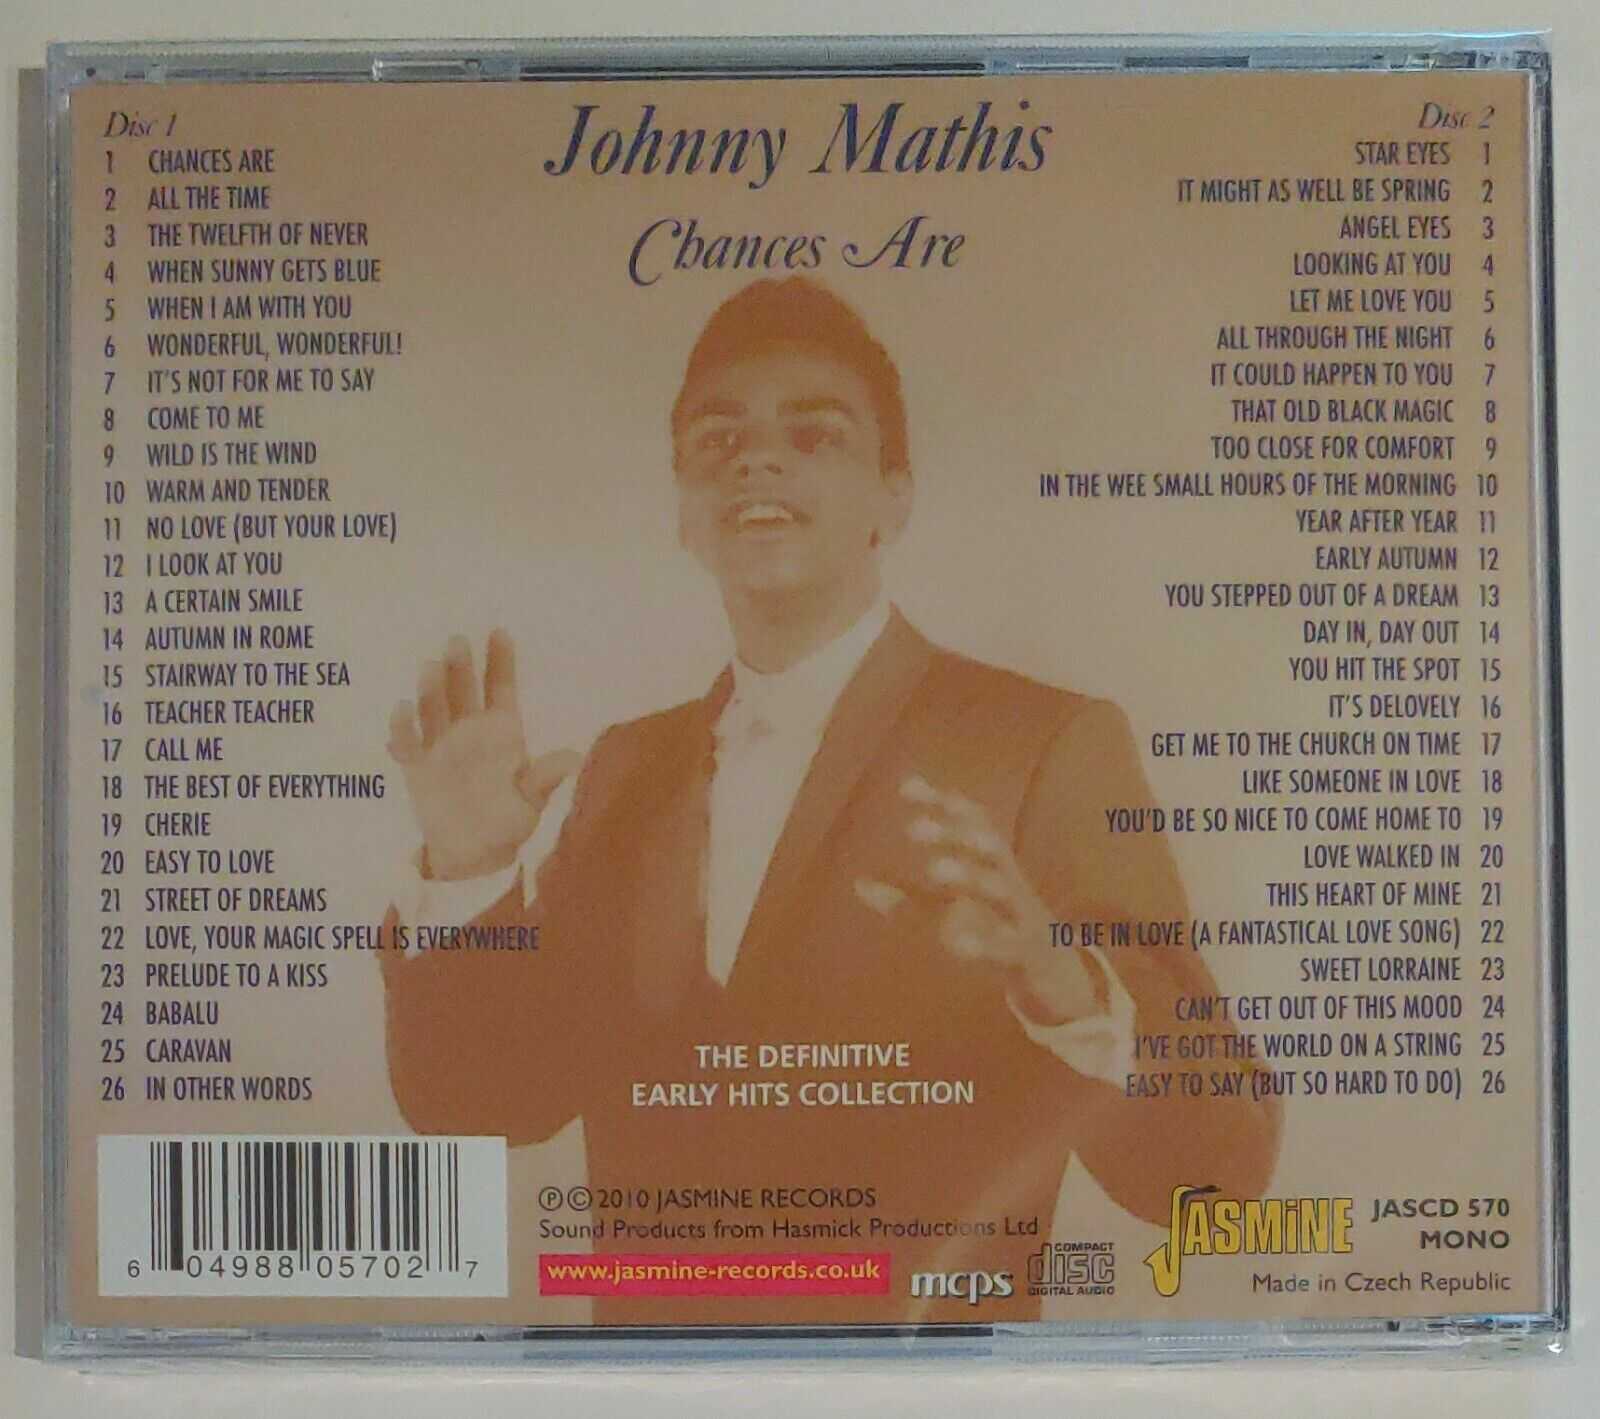 Johnny Mathis
Chances Are
Disc 1
1 CHANCES ARE
2 ALL THE TIME
3 THE TWELFTH OF NEVER
4 WHEN SUNNY GETS BLUE
5 WHEN I AM WITH YOU
6 WONDERFUL, WONDERFUL!
7 IT'S NOT FOR ME TO SAY
8 COME TO ME
9 WILD IS THE WIND
10 WARM AND TENDER
11 NO LOVE (BUT YOUR LOVE)
12 I LOOK AT YOU
13 A CERTAIN SMILE
14 AUTUMN IN ROME
15 STAIRWAY TO THE SEA
16 TEACHER TEACHER
17 CALL ME
18 THE BEST OF EVERYTHING
19 CHERIE
20 EASY TO LOVE
21 STREET OF DREAMS
22 LOVE, YOUR MAGIC SPELL IS EVERYWHERE
23 PRELUDE TO A KISS
24 BABALU
25 CARAVAN
26 IN OTHER WORDS
Disc 2
STAR EYES 1
IT MIGHT AS WELL BE SPRING 2
ANGEL EYES 3
LOOKING AT YOU 4
LET ME LOVE YOU 5
ALL THROUGH THE NIGHT 6
IT COULD HAPPEN TO YOU 7
THAT OLD BLACK MAGIC 8
TOO CLOSE FOR COMFORT 9
IN THE WEE SMALL HOURS OF THE MORNING 10
YEAR AFTER YEAR 11
EARLY AUTUMN 12
YOU STEPPED OUT OF A DREAM 13
DAY IN, DAY OUT 14
YOU HIT THE SPOT 15
IT'S DELOVELY 16
GET ME TO THE CHURCH ON TIME 17
LIKE SOMEONE IN LOVE 18
YOU'D BE SO NICE TO COME HOME TO 19
LOVE WALKED IN 20
THIS HEART OF MINE 21
TO BE IN LOVE (A FANTASTICAL LOVE SONG) 22
SWEET LORRAINE 23
CAN'T GET OUT OF THIS MOOD 24
I'VE GOT THE WORLD ON A STRING 25
EASY TO SAY (BUT SO HARD TO DO) 26
THE DEFINITIVE
EARLY HITS COLLECTION
6 04988 05702 7
℗ © 2010 JASMINE RECORDS
Sound Products from Hasmick Productions Ltd
www.jasmine-records.co.uk
mcps
COMPACT
disc
DIGITAL AUDIO
JASMiNE
JASCD 570
MONO
Made in Czech Republic